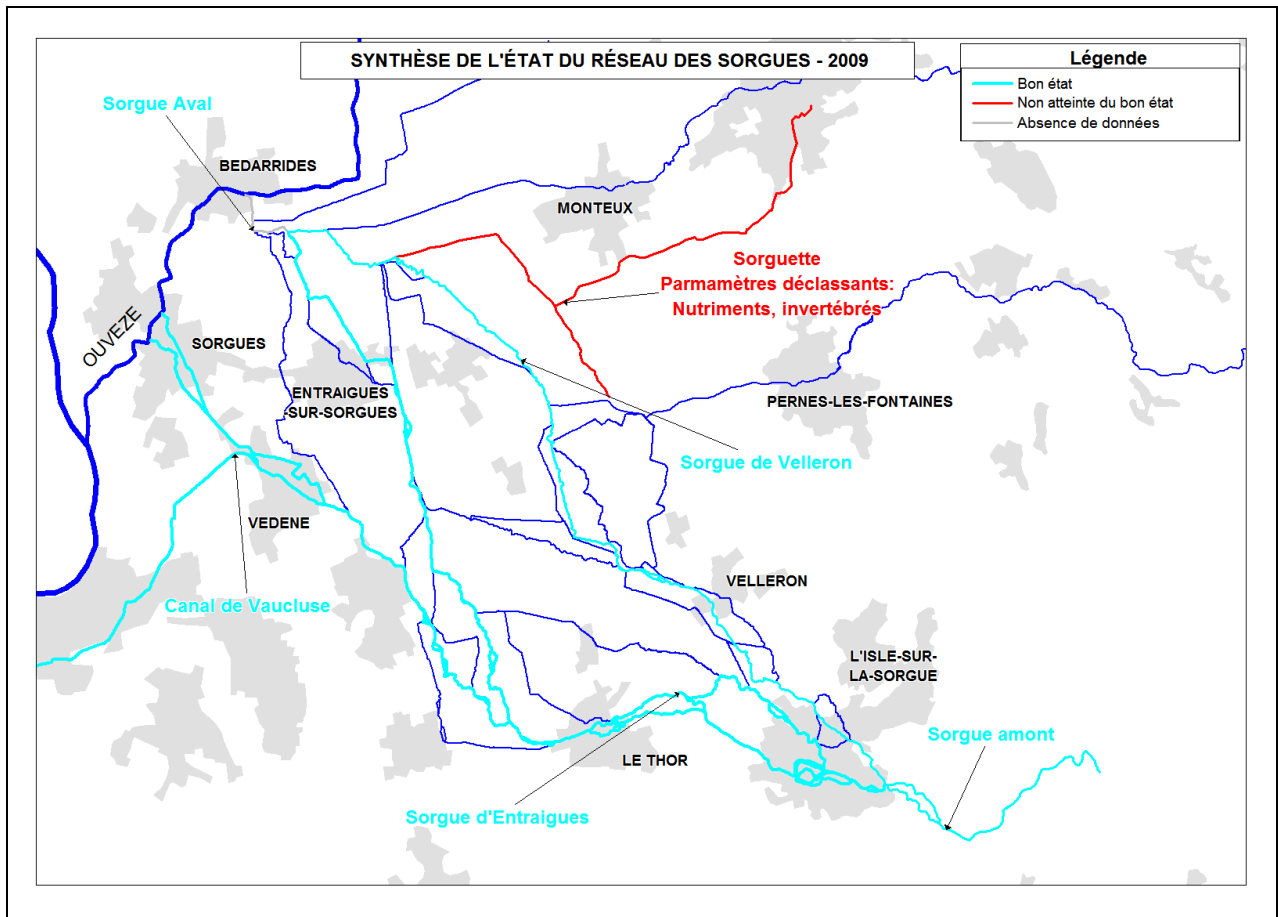 SYNTHÈSE DE L'ÉTAT DU RÉSEAU DES SORGUES - 2009
Légende
Bon état
Non atteinte du bon état
Absence de données
Sorgue Aval
BEDARRIDES
MONTEUX
Sorguette
Parmamètres déclassants:
Nutriments, invertébrés
OUVEZE
SORGUES
ENTRAIGUES
-SUR-SORGUES
PERNES-LES-FONTAINES
Sorgue de Velleron
VEDENE
VELLERON
Canal de Vaucluse
L'ISLE-SUR-
LA-SORGUE
Sorgue amont
LE THOR
Sorgue d'Entraigues